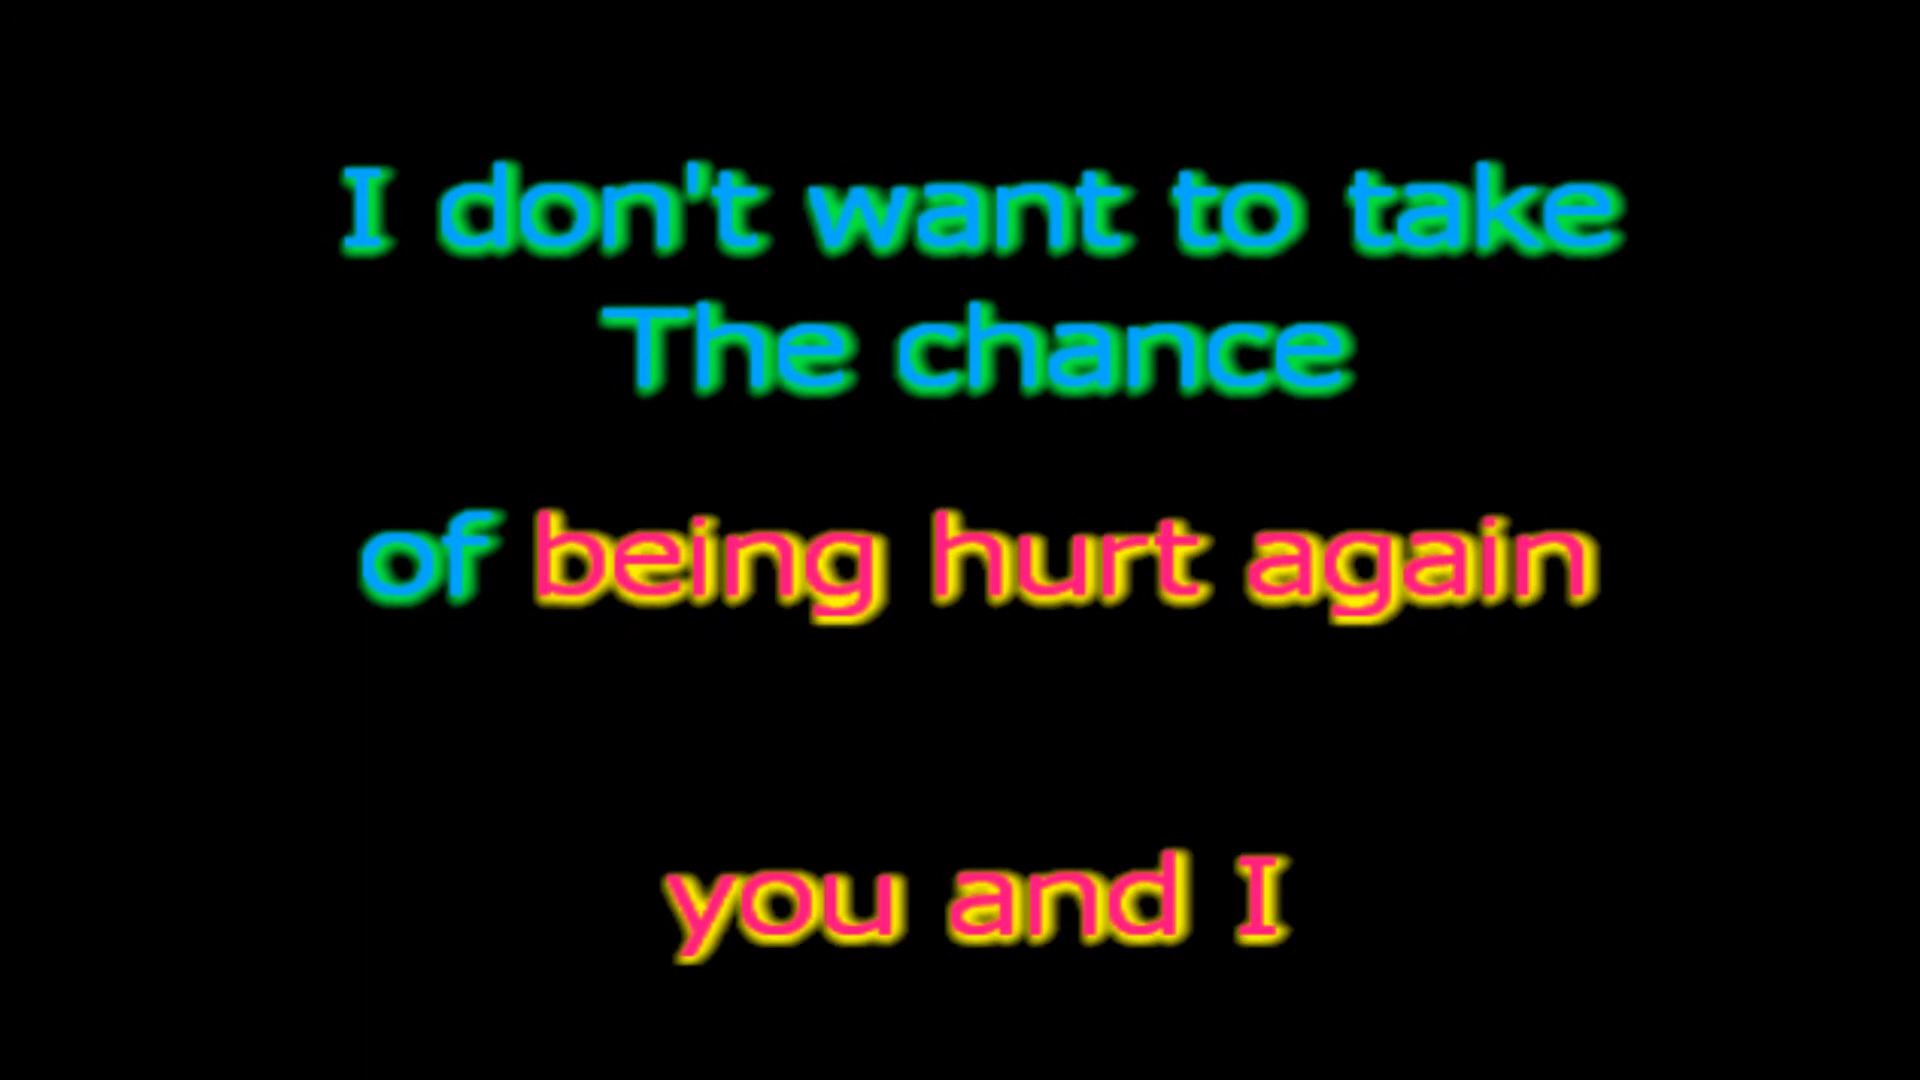 I don't want to take
The chance
of being hurt again
you and I